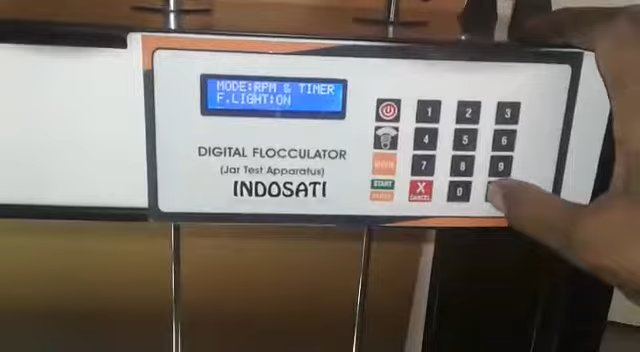 MODE:RPM & TIMER
F.LIGHT:ON
DIGITAL FLOCCULATOR
(Jar Test Apparatus)
INDOSATI
1 2 3
4 5 6
7 8 9
START
X 0
CANCEL